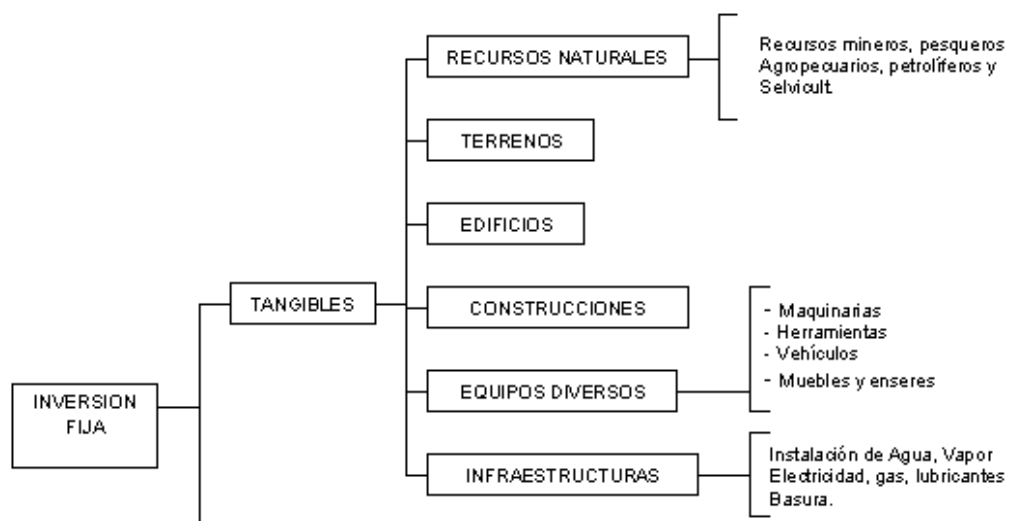 RECURSOS NATURALES
Recursos mineros, pesqueros
Agropecuarios, petrolíferos y
Selvicult.
TERRENOS
EDIFICIOS
TANGIBLES
CONSTRUCCIONES
- Maquinarias
- Herramientas
- Vehículos
- Muebles y enseres
EQUIPOS DIVERSOS
INVERSION
FIJA
INFRAESTRUCTURAS
Instalación de Agua, Vapor
Electricidad, gas, lubricantes
Basura.